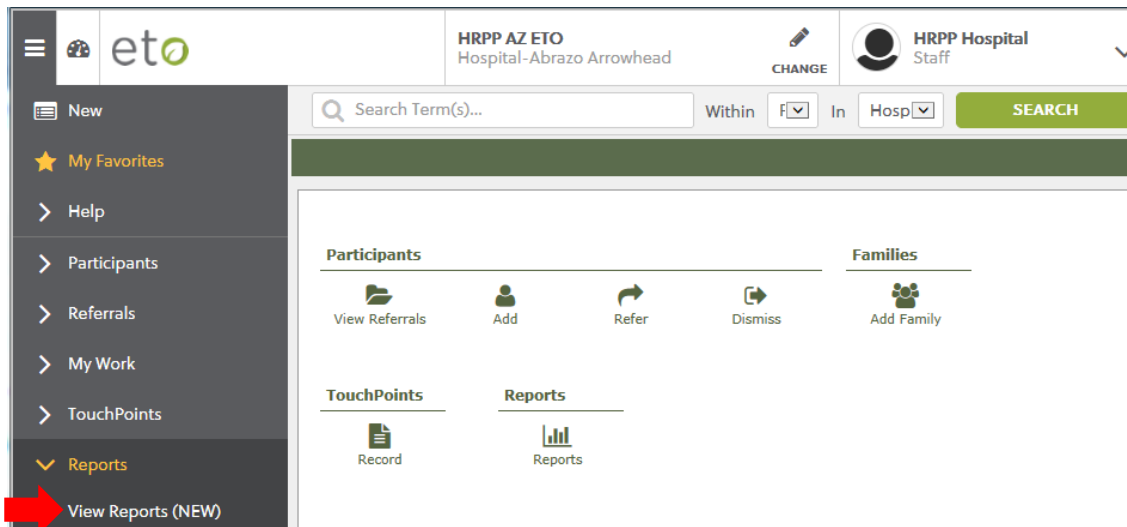 eto
HRPP AZ ETO
Hospital-Abrazo Arrowhead
CHANGE
HRPP Hospital
Staff
New
Search Term(s)...
Within
F
In
Hosp
SEARCH
My Favorites
Help
Participants
Referrals
My Work
TouchPoints
Reports
View Reports (NEW)
Participants
Families
View Referrals
Add
Refer
Dismiss
Add Family
TouchPoints
Reports
Record
Reports